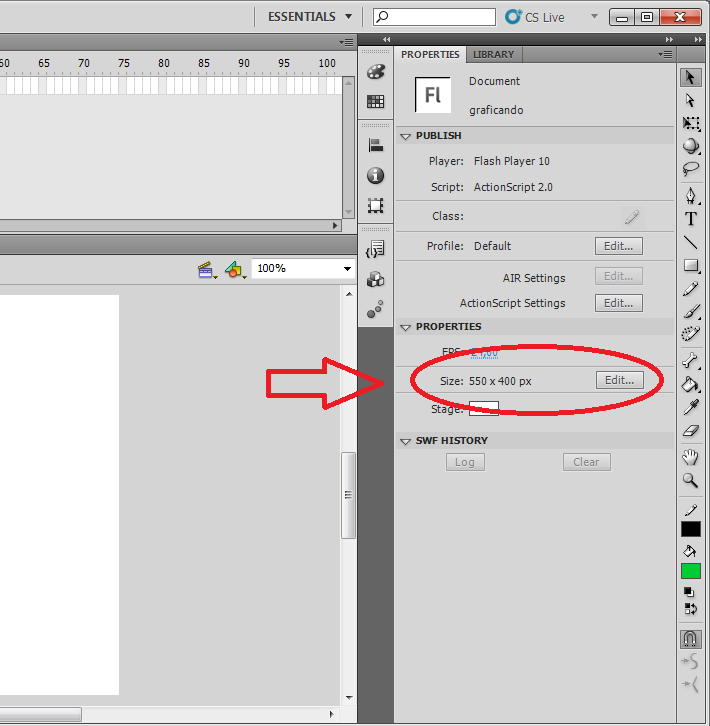 ESSENTIALS
CS Live
60 65 70 75 80 85 90 95 100
PROPERTIES LIBRARY
Fl
Document
graficando
PUBLISH
Player: Flash Player 10
Script: ActionScript 2.0
Class:
Profile: Default Edit...
100%
AIR Settings Edit...
ActionScript Settings Edit...
PROPERTIES
FPS: 24,00
Size: 550 x 400 px Edit...
Stage:
SWF HISTORY
Log Clear